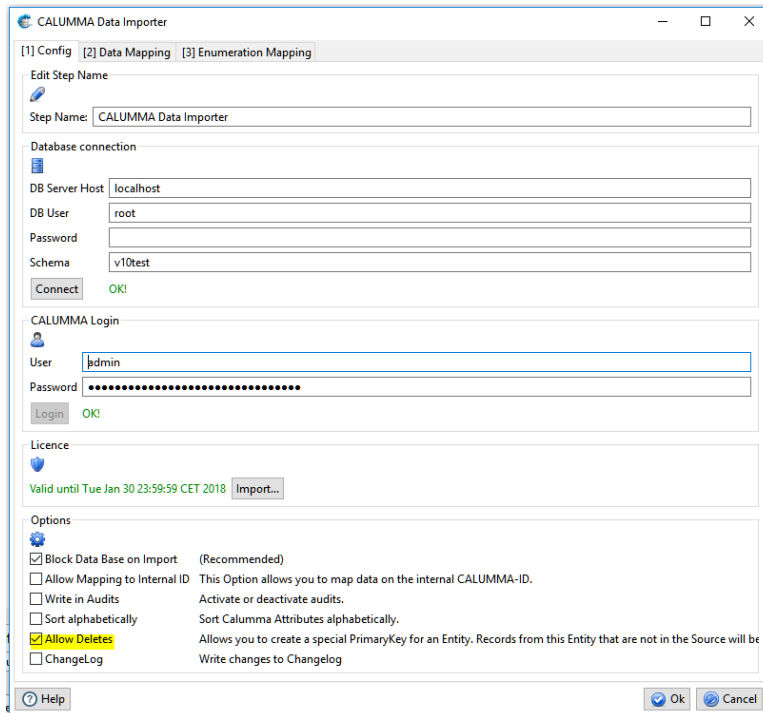 CALUMMA Data Importer
[1] Config [2] Data Mapping [3] Enumeration Mapping
Edit Step Name
Step Name: CALUMMA Data Importer
Database connection
DB Server Host localhost
DB User root
Password
Schema v10test
Connect OK!
CALUMMA Login
User admin
Password
Login OK!
Licence
Valid until Tue Jan 30 23:59:59 CET 2018 Import...
Options
Block Data Base on Import (Recommended)
Allow Mapping to Internal ID This Option allows you to map data on the internal CALUMMA-ID.
Write in Audits Activate or deactivate audits.
Sort alphabetically Sort Calumma Attributes alphabetically.
Allow Deletes Allows you to create a special PrimaryKey for an Entity. Records from this Entity that are not in the Source will be
ChangeLog Write changes to Changelog
Help Ok Cancel